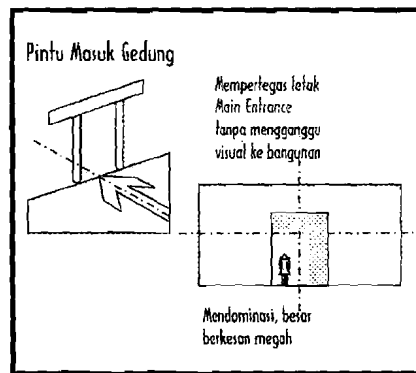 Pintu Masuk Gedung
Mempertegas letak
Main Entrance
tanpa mengganggu
visual ke bangunan
Mendominasi, besar
berkesan megah